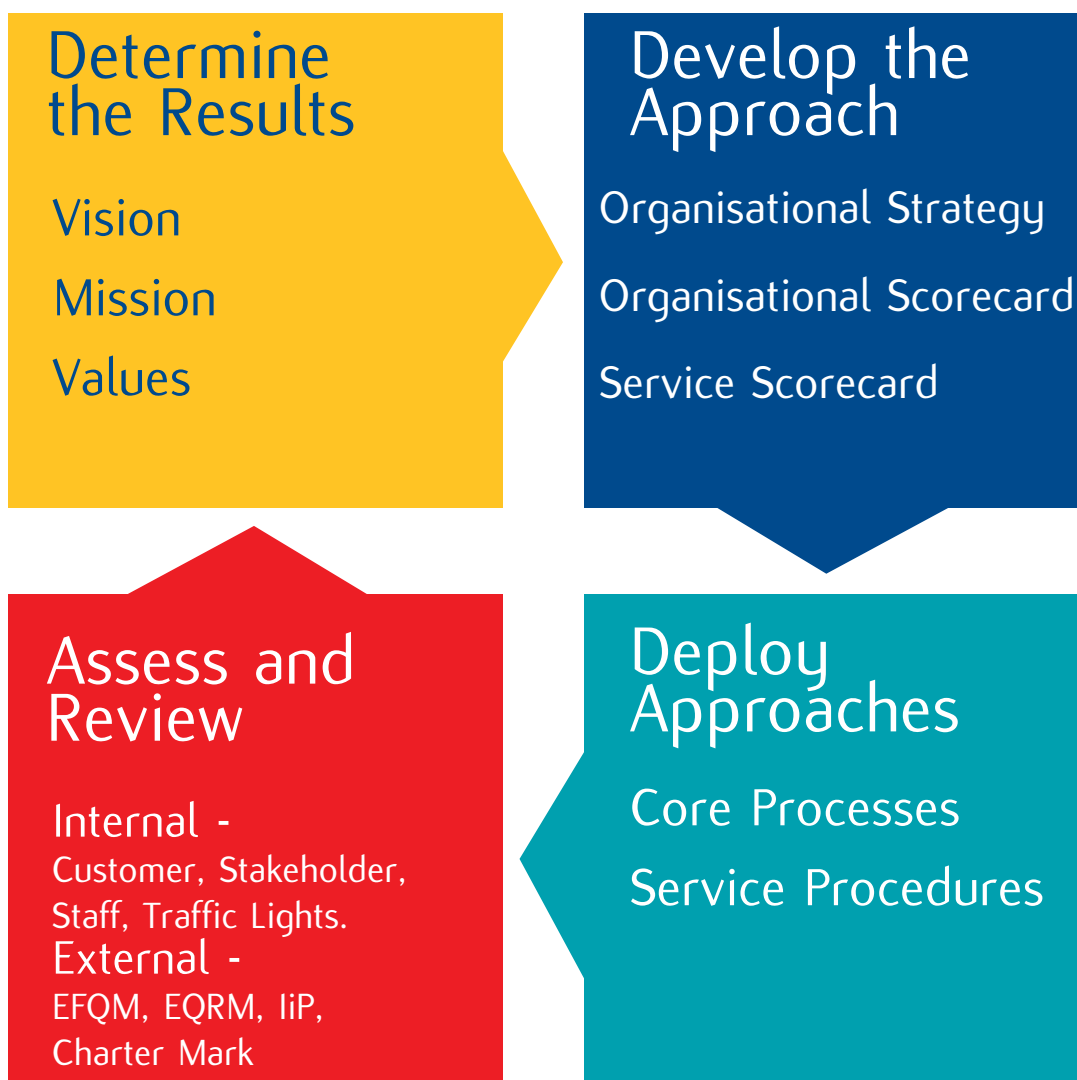 Determine
the Results
Vision
Mission
Values
Develop the
Approach
Organisational Strategy
Organisational Scorecard
Service Scorecard
Deploy
Approaches
Core Processes
Service Procedures
Assess and
Review
Internal -
Customer, Stakeholder,
Staff, Traffic Lights.
External -
EFQM, EQRM, IiP,
Charter Mark